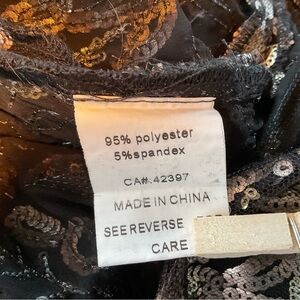 95% polyester
5%spandex
CA#:42397
MADE IN CHINA
SEE REVERSE
CARE